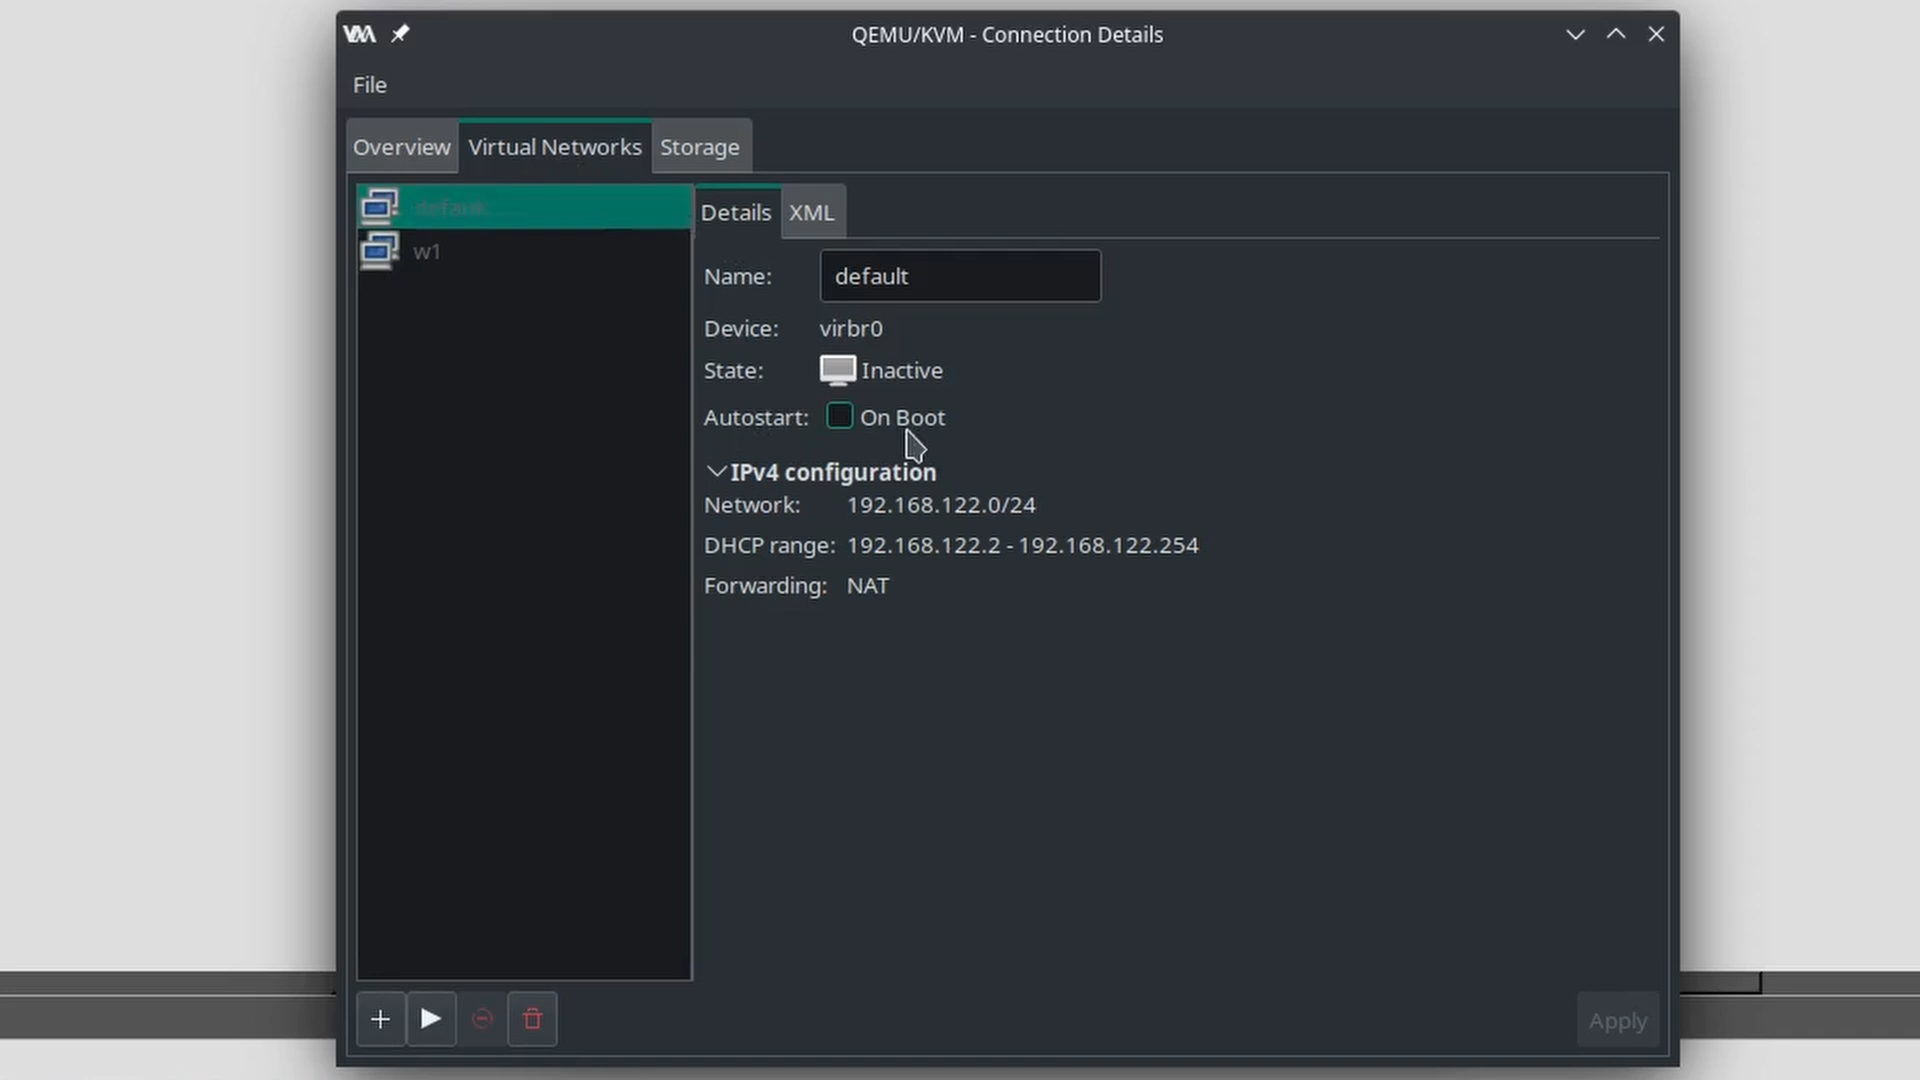 QEMU/KVM - Connection Details
File
Overview
Virtual Networks
Storage
default
w1
Details
XML
Name:
default
Device:
virbr0
State:
Inactive
Autostart:
On Boot
IPv4 configuration
Network:
192.168.122.0/24
DHCP range:
192.168.122.2 - 192.168.122.254
Forwarding:
NAT
Apply